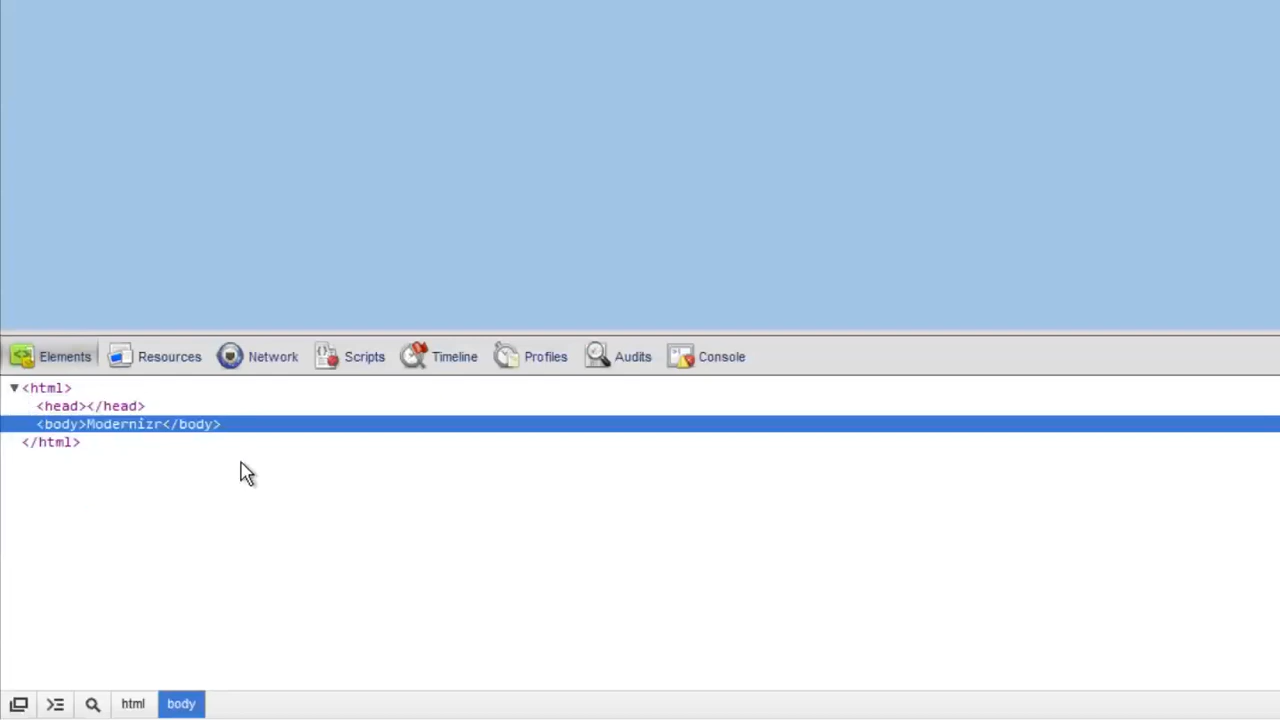 Elements Resources Network Scripts Timeline Profiles Audits Console
▼<html>
<head></head>
<body>Modernizr</body>
</html>
html body